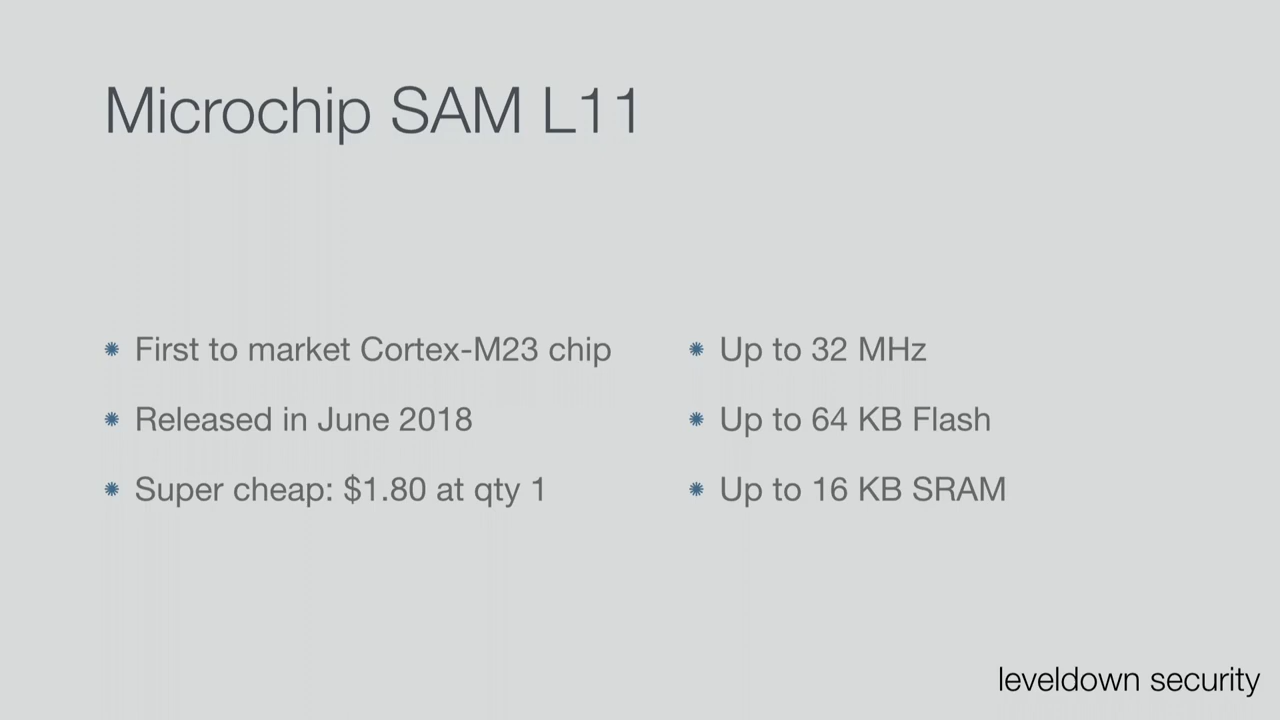 Microchip SAM L11
First to market Cortex-M23 chip
Released in June 2018
Super cheap: $1.80 at qty 1
Up to 32 MHz
Up to 64 KB Flash
Up to 16 KB SRAM
leveldown security